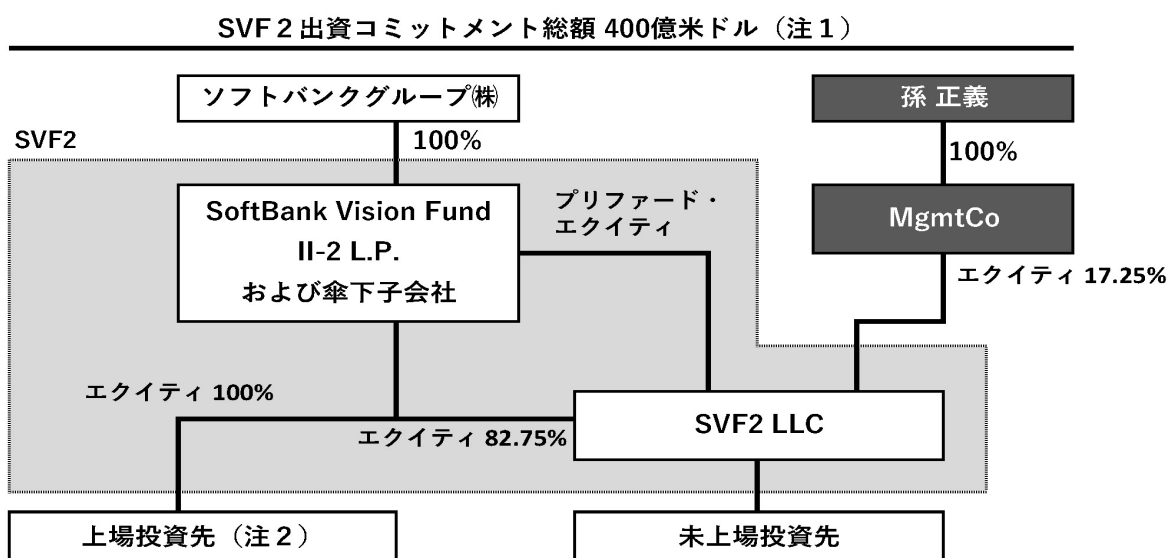 SVF２出資コミットメント総額 400億米ドル（注１）
ソフトバンクグループ㈱
孫 正義
SVF2
100%
100%
SoftBank Vision Fund
II-2 L.P.
および傘下子会社
プリファード・
エクイティ
MgmtCo
エクイティ 17.25%
エクイティ 100%
エクイティ 82.75%
SVF2 LLC
上場投資先（注２）
未上場投資先